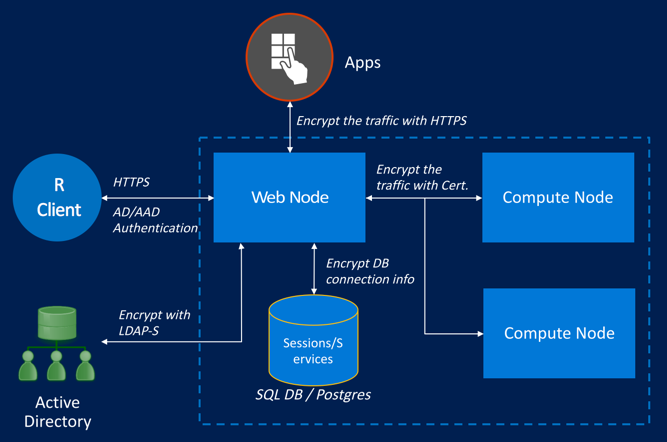 Apps
Encrypt the traffic with HTTPS
R
Client
HTTPS
AD/AAD
Authentication
Web Node
Encrypt the
traffic with Cert.
Compute Node
Encrypt DB
connection info
Encrypt with
LDAP-S
Sessions/S
ervices
SQL DB / Postgres
Compute Node
Active
Directory